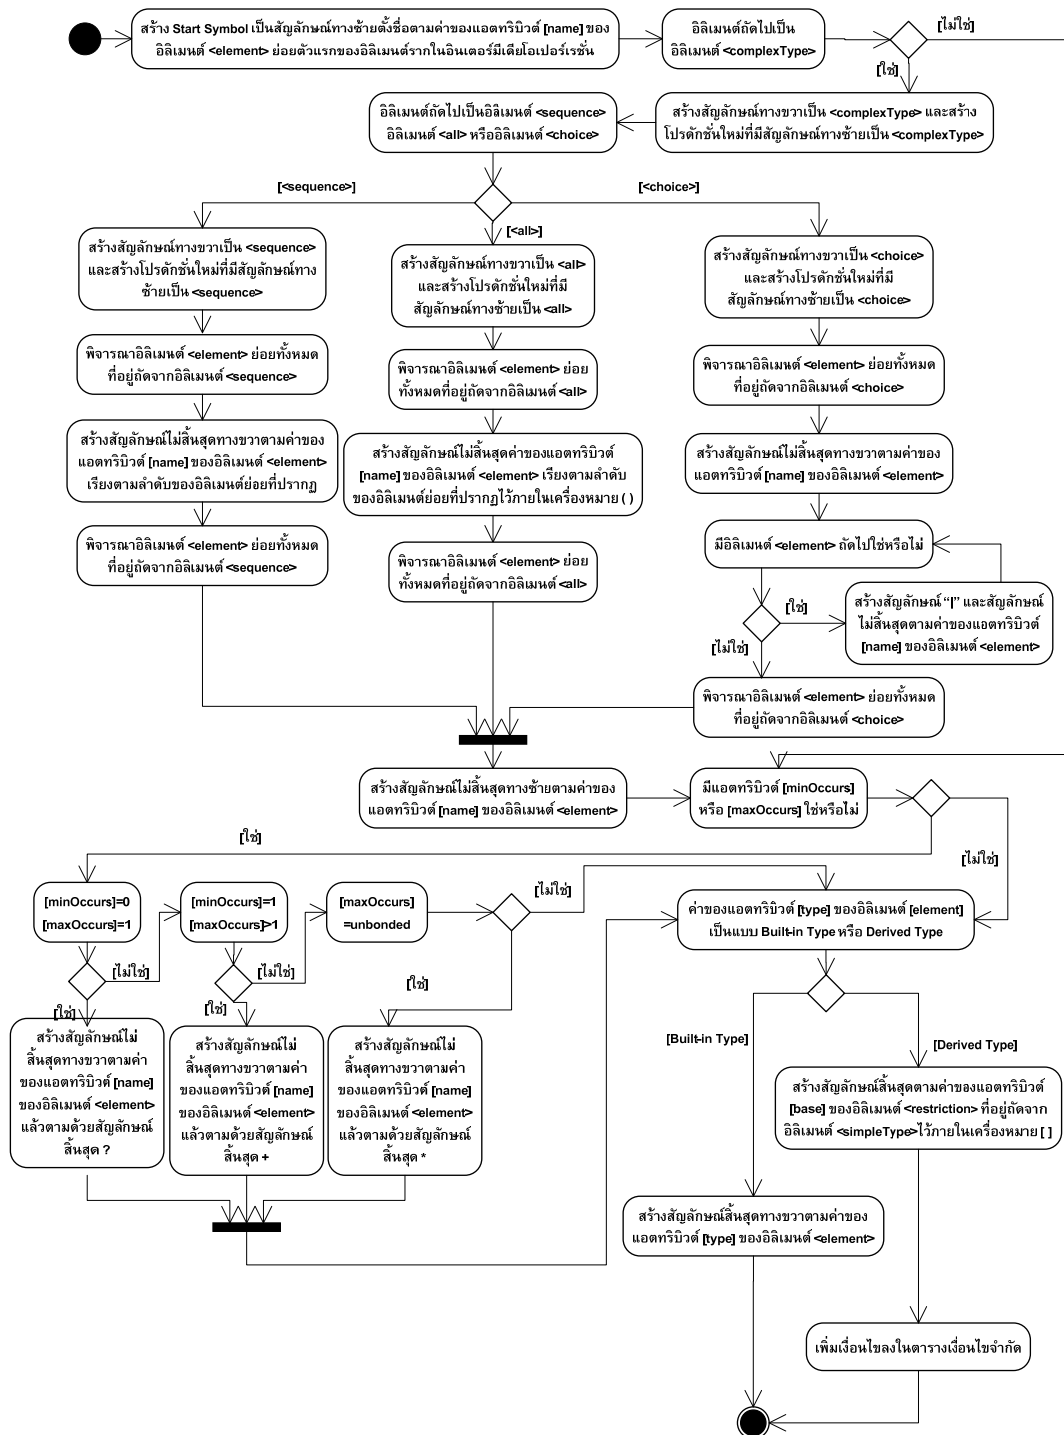 สร้าง Start Symbol เป็นสัญลักษณ์ทางซ้ายตั้งชื่อตามค่าของแอตทริบิวต์ [name] ของ
อิลิเมนต์ <element> ย่อยตัวแรกของอิลิเมนต์รากในอินเตอร์มีเดียโอเปอร์เรชั่น
อิลิเมนต์ถัดไปเป็น
อิลิเมนต์ <complexType>
[ไม่ใช่]
[ใช่]
สร้างสัญลักษณ์ทางขวาเป็น <complexType> และสร้าง
โปรดักชั่นใหม่ที่มีสัญลักษณ์ทางซ้ายเป็น <complexType>
อิลิเมนต์ถัดไปเป็นอิลิเมนต์ <sequence>
อิลิเมนต์ <all> หรืออิลิเมนต์ <choice>
[<sequence>]
[<choice>]
[<all>]
สร้างสัญลักษณ์ทางขวาเป็น <sequence>
และสร้างโปรดักชั่นใหม่ที่มีสัญลักษณ์ทาง
ซ้ายเป็น <sequence>
สร้างสัญลักษณ์ทางขวาเป็น <all>
และสร้างโปรดักชั่นใหม่ที่มี
สัญลักษณ์ทางซ้ายเป็น <all>
สร้างสัญลักษณ์ทางขวาเป็น <choice>
และสร้างโปรดักชั่นใหม่ที่มี
สัญลักษณ์ทางซ้ายเป็น <choice>
พิจารณาอิลิเมนต์ <element> ย่อยทั้งหมด
ที่อยู่ถัดจากอิลิเมนต์ <sequence>
พิจารณาอิลิเมนต์ <element> ย่อย
ทั้งหมดที่อยู่ถัดจากอิลิเมนต์ <all>
พิจารณาอิลิเมนต์ <element> ย่อยทั้งหมด
ที่อยู่ถัดจากอิลิเมนต์ <choice>
สร้างสัญลักษณ์ไม่สิ้นสุดทางขวาตามค่าของ
แอตทริบิวต์ [name] ของอิลิเมนต์ <element>
เรียงตามลำดับของอิลิเมนต์ย่อยที่ปรากฏ
สร้างสัญลักษณ์ไม่สิ้นสุดค่าของแอตทริบิวต์
[name] ของอิลิเมนต์ <element> เรียงตามลำดับ
ของอิลิเมนต์ย่อยที่ปรากฏไว้ภายในเครื่องหมาย ( )
สร้างสัญลักษณ์ไม่สิ้นสุดทางขวาตามค่าของ
แอตทริบิวต์ [name] ของอิลิเมนต์ <element>
พิจารณาอิลิเมนต์ <element> ย่อยทั้งหมด
ที่อยู่ถัดจากอิลิเมนต์ <sequence>
พิจารณาอิลิเมนต์ <element> ย่อย
ทั้งหมดที่อยู่ถัดจากอิลิเมนต์ <all>
มีอิลิเมนต์ <element> ถัดไปใช่หรือไม่
[ใช่]
[ไม่ใช่]
สร้างสัญลักษณ์ “|” และสัญลักษณ์
ไม่สิ้นสุดตามค่าของแอตทริบิวต์
[name] ของอิลิเมนต์ <element>
พิจารณาอิลิเมนต์ <element> ย่อยทั้งหมด
ที่อยู่ถัดจากอิลิเมนต์ <choice>
สร้างสัญลักษณ์ไม่สิ้นสุดทางซ้ายตามค่าของ
แอตทริบิวต์ [name] ของอิลิเมนต์ <element>
มีแอตทริบิวต์ [minOccurs]
หรือ [maxOccurs] ใช่หรือไม่
[ใช่]
[ไม่ใช่]
[minOccurs]=0
[maxOccurs]=1
[minOccurs]=1
[maxOccurs]>1
[maxOccurs]
=unbonded
[ไม่ใช่]
ค่าของแอตทริบิวต์ [type] ของอิลิเมนต์ [element]
เป็นแบบ Built-in Type หรือ Derived Type
[ไม่ใช่]
[ไม่ใช่]
[ใช่]
[ใช่]
[ใช่]
สร้างสัญลักษณ์ไม่
สิ้นสุดทางขวาตามค่า
ของแอตทริบิวต์ [name]
ของอิลิเมนต์ <element>
แล้วตามด้วยสัญลักษณ์
สิ้นสุด ?
สร้างสัญลักษณ์ไม่
สิ้นสุดทางขวาตามค่า
ของแอตทริบิวต์ [name]
ของอิลิเมนต์ <element>
แล้วตามด้วยสัญลักษณ์
สิ้นสุด +
สร้างสัญลักษณ์ไม่
สิ้นสุดทางขวาตามค่า
ของแอตทริบิวต์ [name]
ของอิลิเมนต์ <element>
แล้วตามด้วยสัญลักษณ์
สิ้นสุด *
[Built-in Type]
[Derived Type]
สร้างสัญลักษณ์สิ้นสุดตามค่าของแอตทริบิวต์
[base] ของอิลิเมนต์ <restriction> ที่อยู่ถัดจาก
อิลิเมนต์ <simpleType>ไว้ภายในเครื่องหมาย [ ]
สร้างสัญลักษณ์สิ้นสุดทางขวาตามค่าของ
แอตทริบิวต์ [type] ของอิลิเมนต์ <element>
เพิ่มเงื่อนไขลงในตารางเงื่อนไขจำกัด